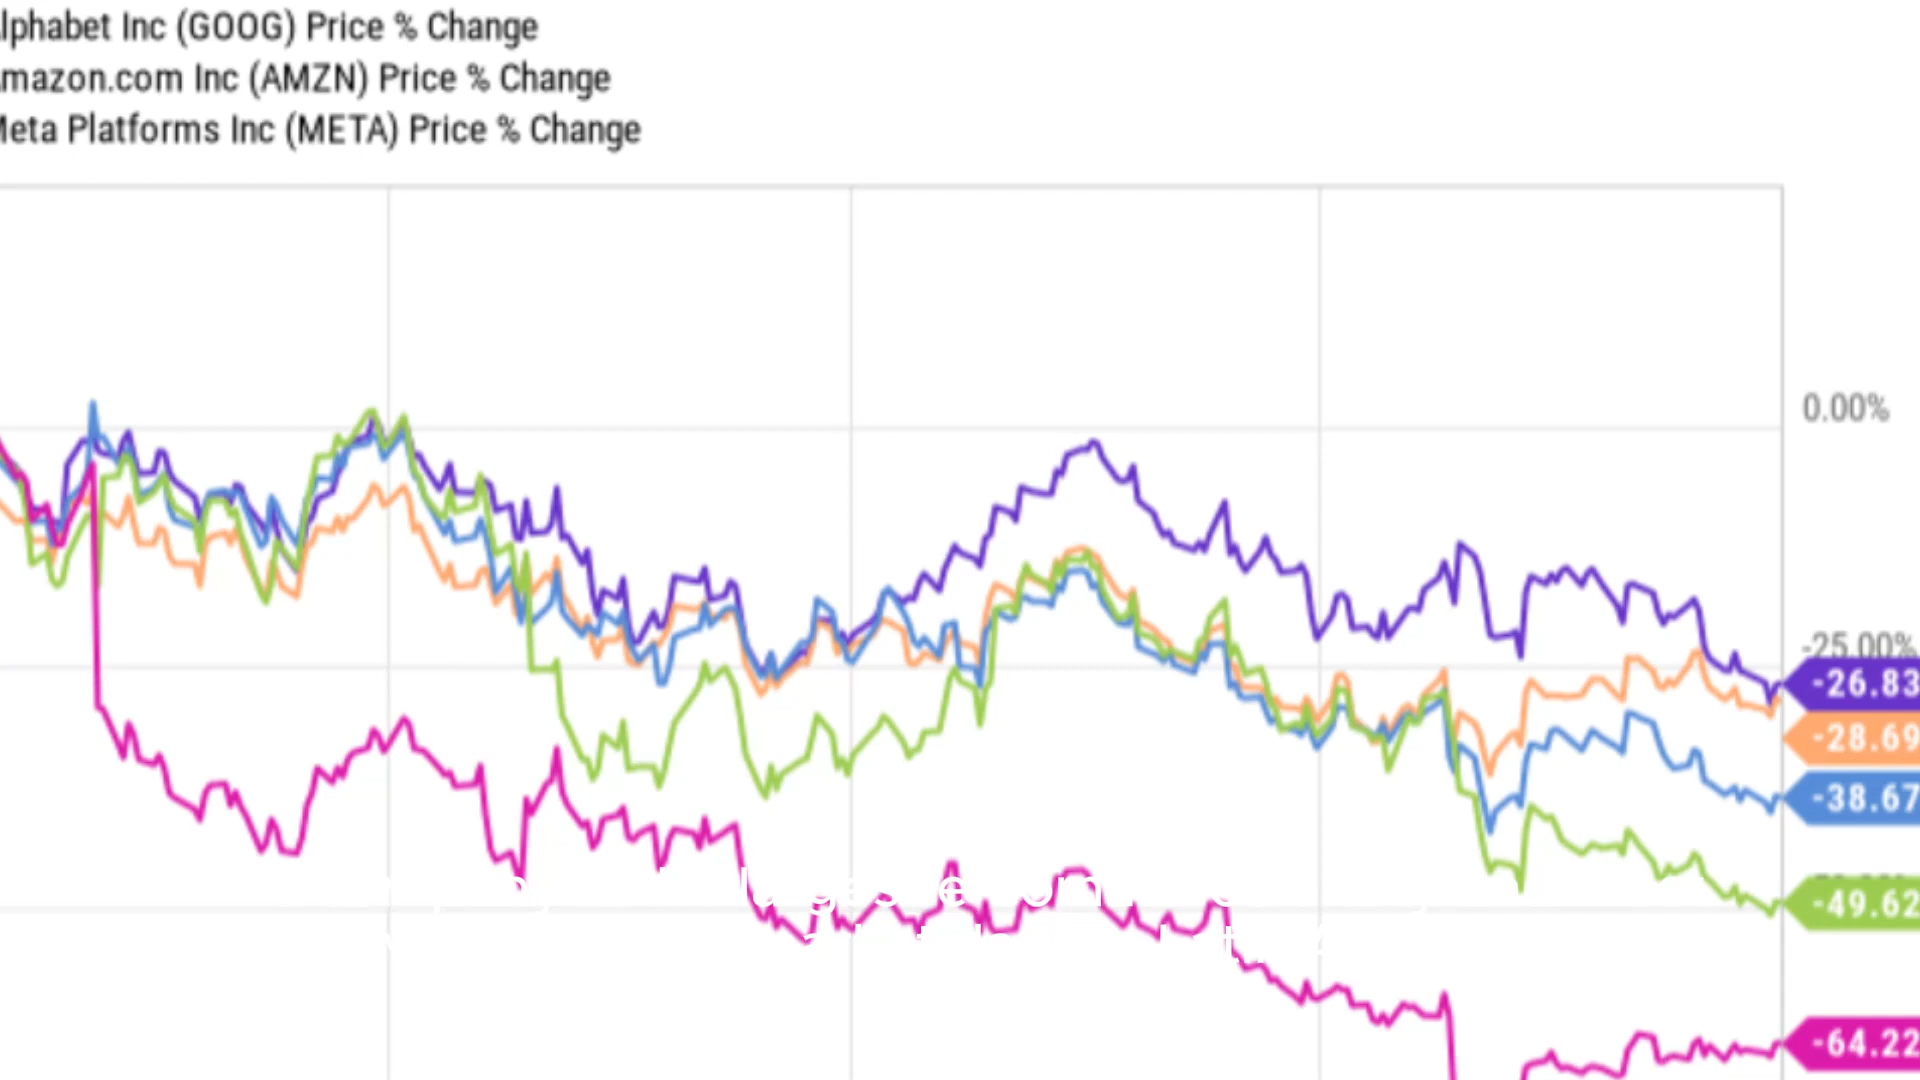 lphabet Inc (GOOG) Price % Change
mazon.com Inc (AMZN) Price % Change
Meta Platforms Inc (META) Price % Change
0.00%
-25.00%
-26.83
-28.69
-38.67
-49.62
-64.22